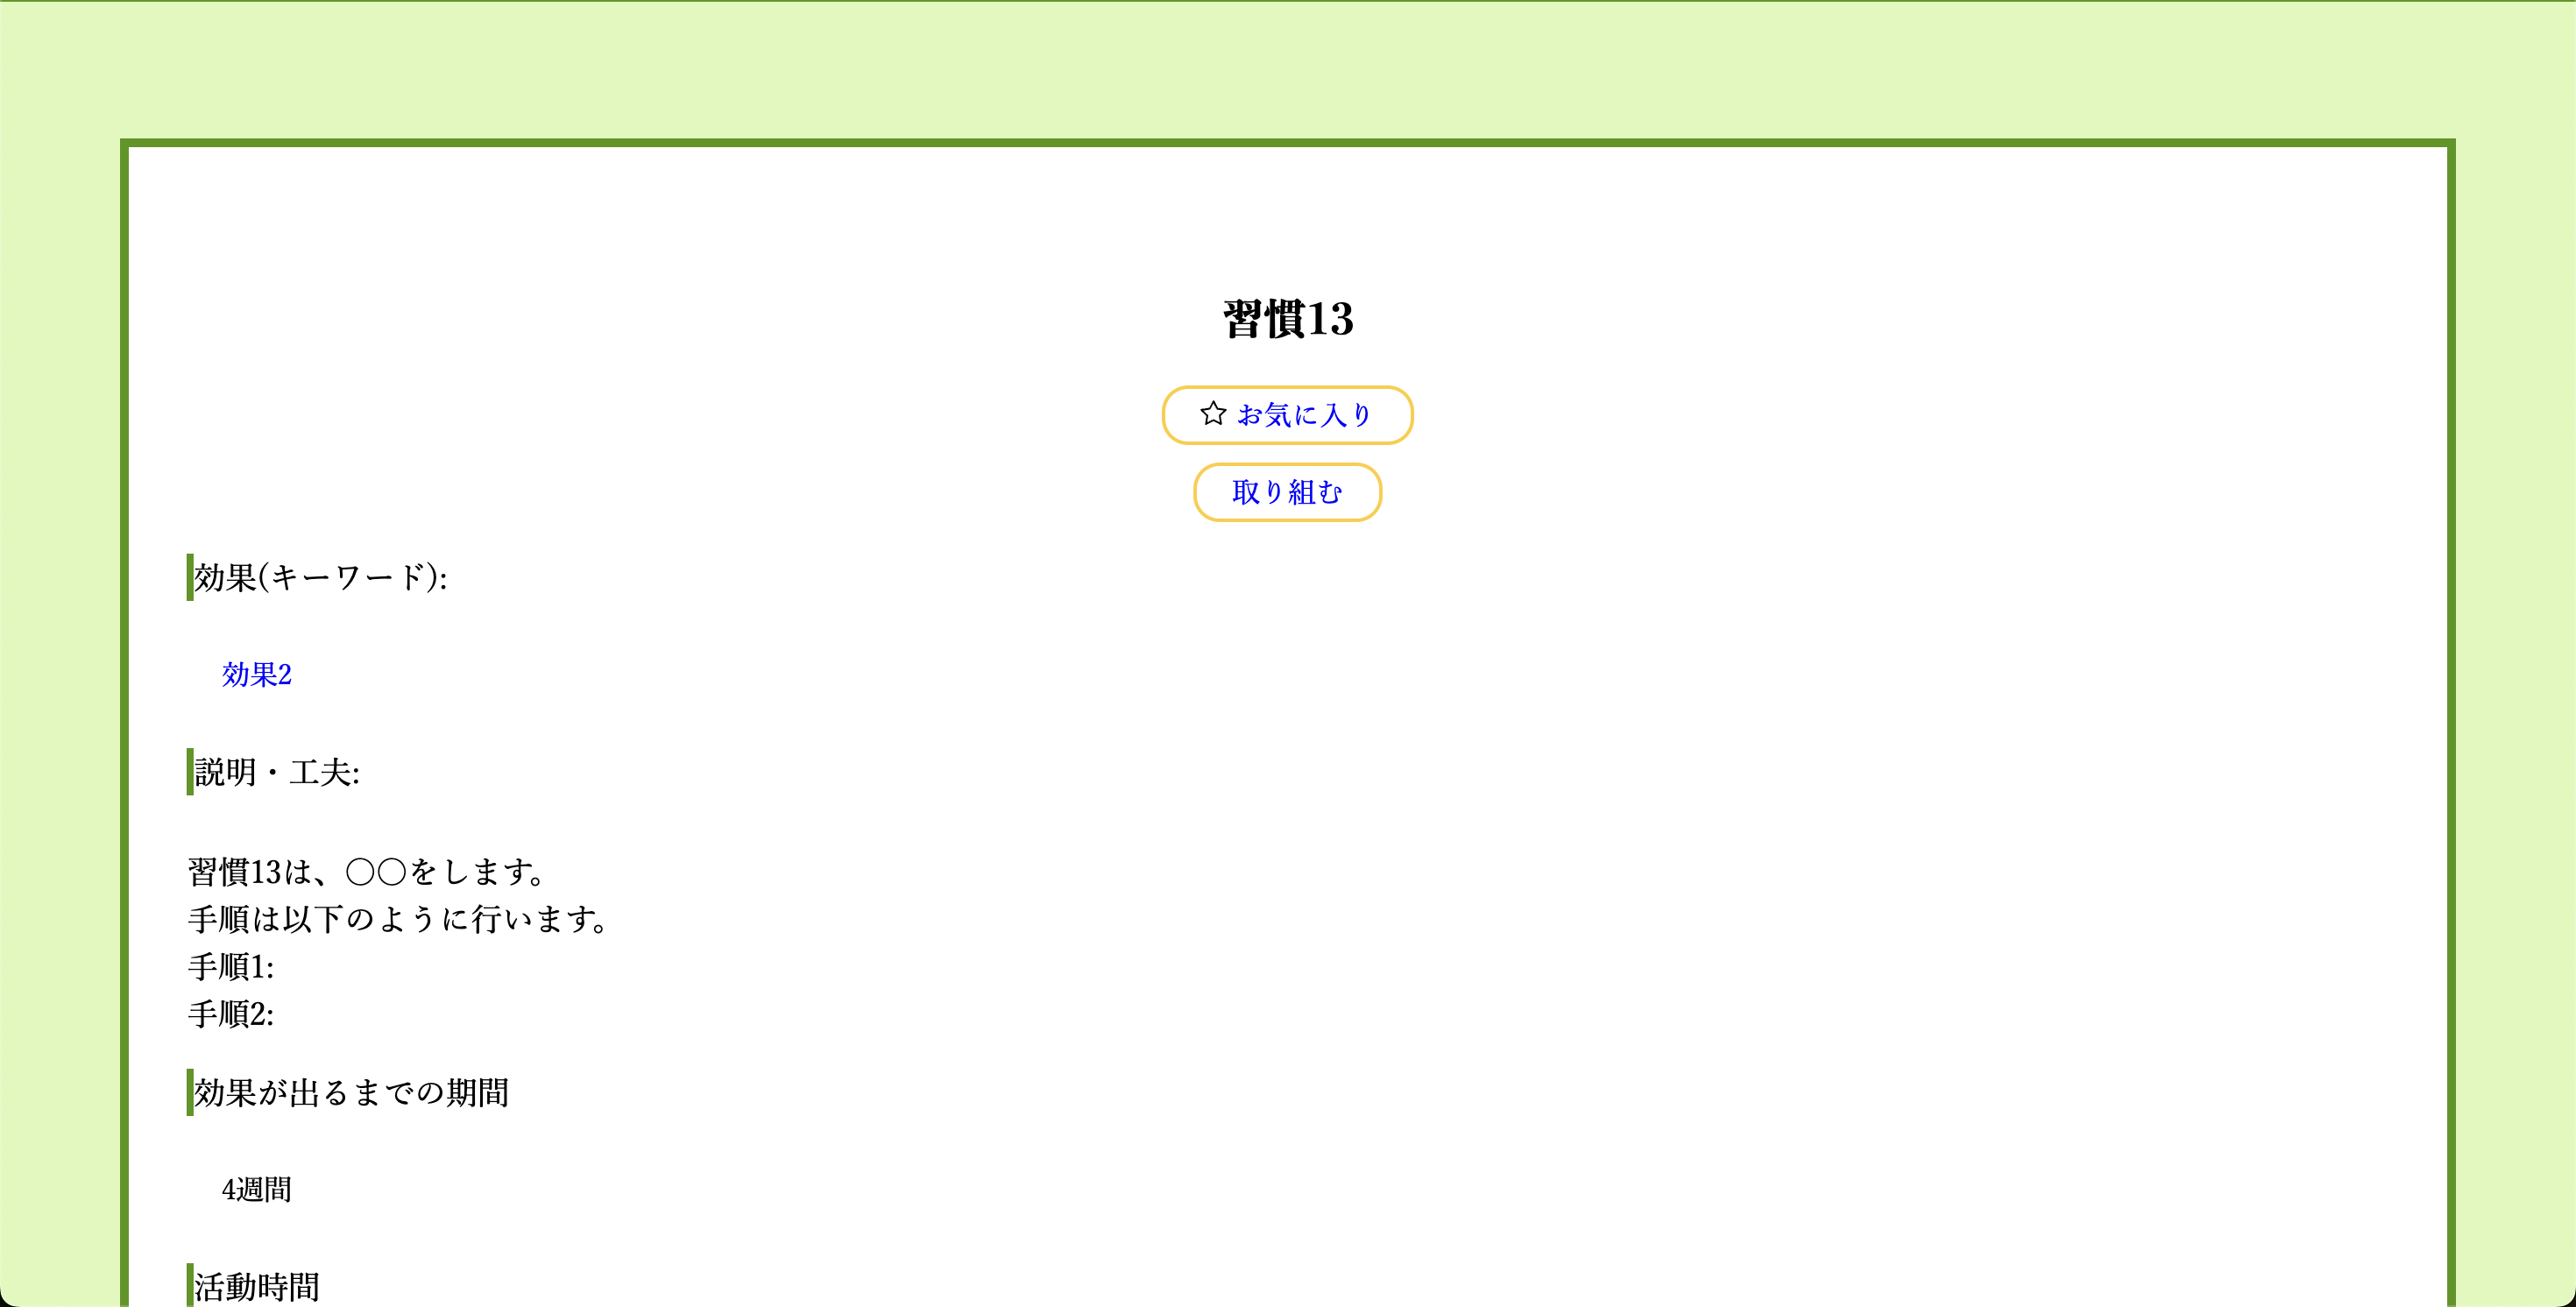 習慣13
お気に入り
取り組む
効果(キーワード):
効果2
説明・工夫:
習慣13は、〇〇をします。
手順は以下のように行います。
手順1:
手順2:
効果が出るまでの期間
4週間
活動時間